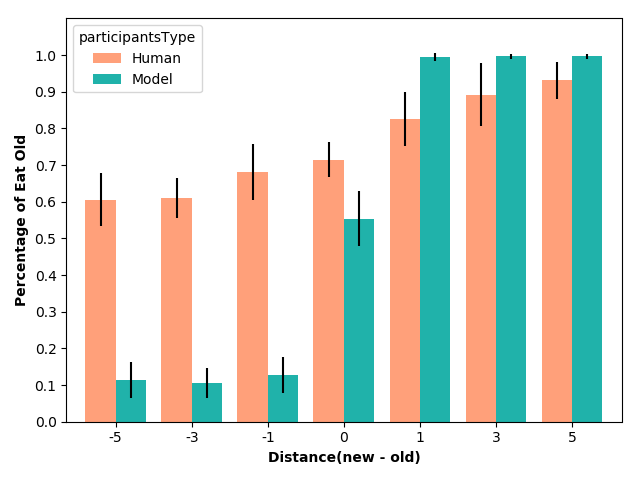 participantsType
Human
Model
1.0
0.9
0.8
0.7
0.6
0.5
0.4
0.3
0.2
0.1
0.0
Percentage of Eat Old
-5 -3 -1 0 1 3 5
Distance(new - old)